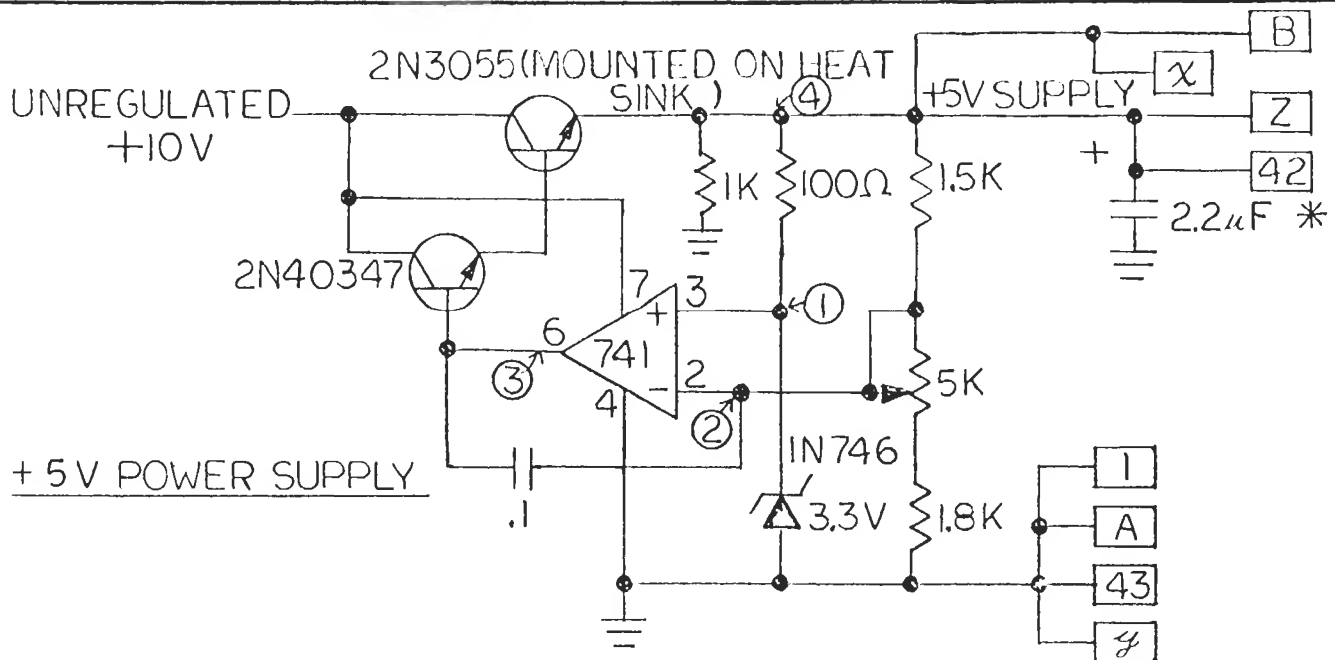 2N3055(MOUNTED ON HEAT
SINK)
UNREGULATED
+10V
④
+5V SUPPLY
B
x
Z
42
+
2.2µF *
1K
100Ω
1.5K
2N40347
7
3
+
①
6
741
③
2
-
4
②
5K
1N746
3.3V
1.8K
+5V POWER SUPPLY
.1
1
A
43
y